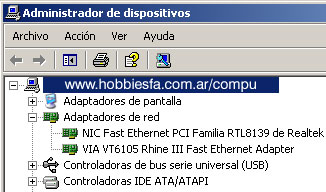 Administrador de dispositivos
Archivo Acción Ver Ayuda
www.hobbiesfa.com.ar/compu
Adaptadores de pantalla
Adaptadores de red
NIC Fast Ethernet PCI Familia RTL8139 de Realtek
VIA VT6105 Rhine III Fast Ethernet Adapter
Controladoras de bus serie universal (USB)
Controladoras IDE ATA/ATAPI